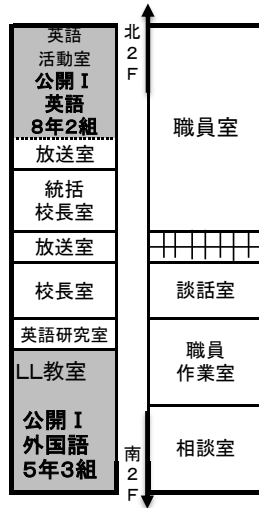 英語
活動室
公開Ⅰ
英語
8年2組
放送室
統括
校長室
放送室
校長室
英語研究室
LL教室
公開Ⅰ
外国語
5年3組
北
2
F
南
2
F
職員室
談話室
職員
作業室
相談室